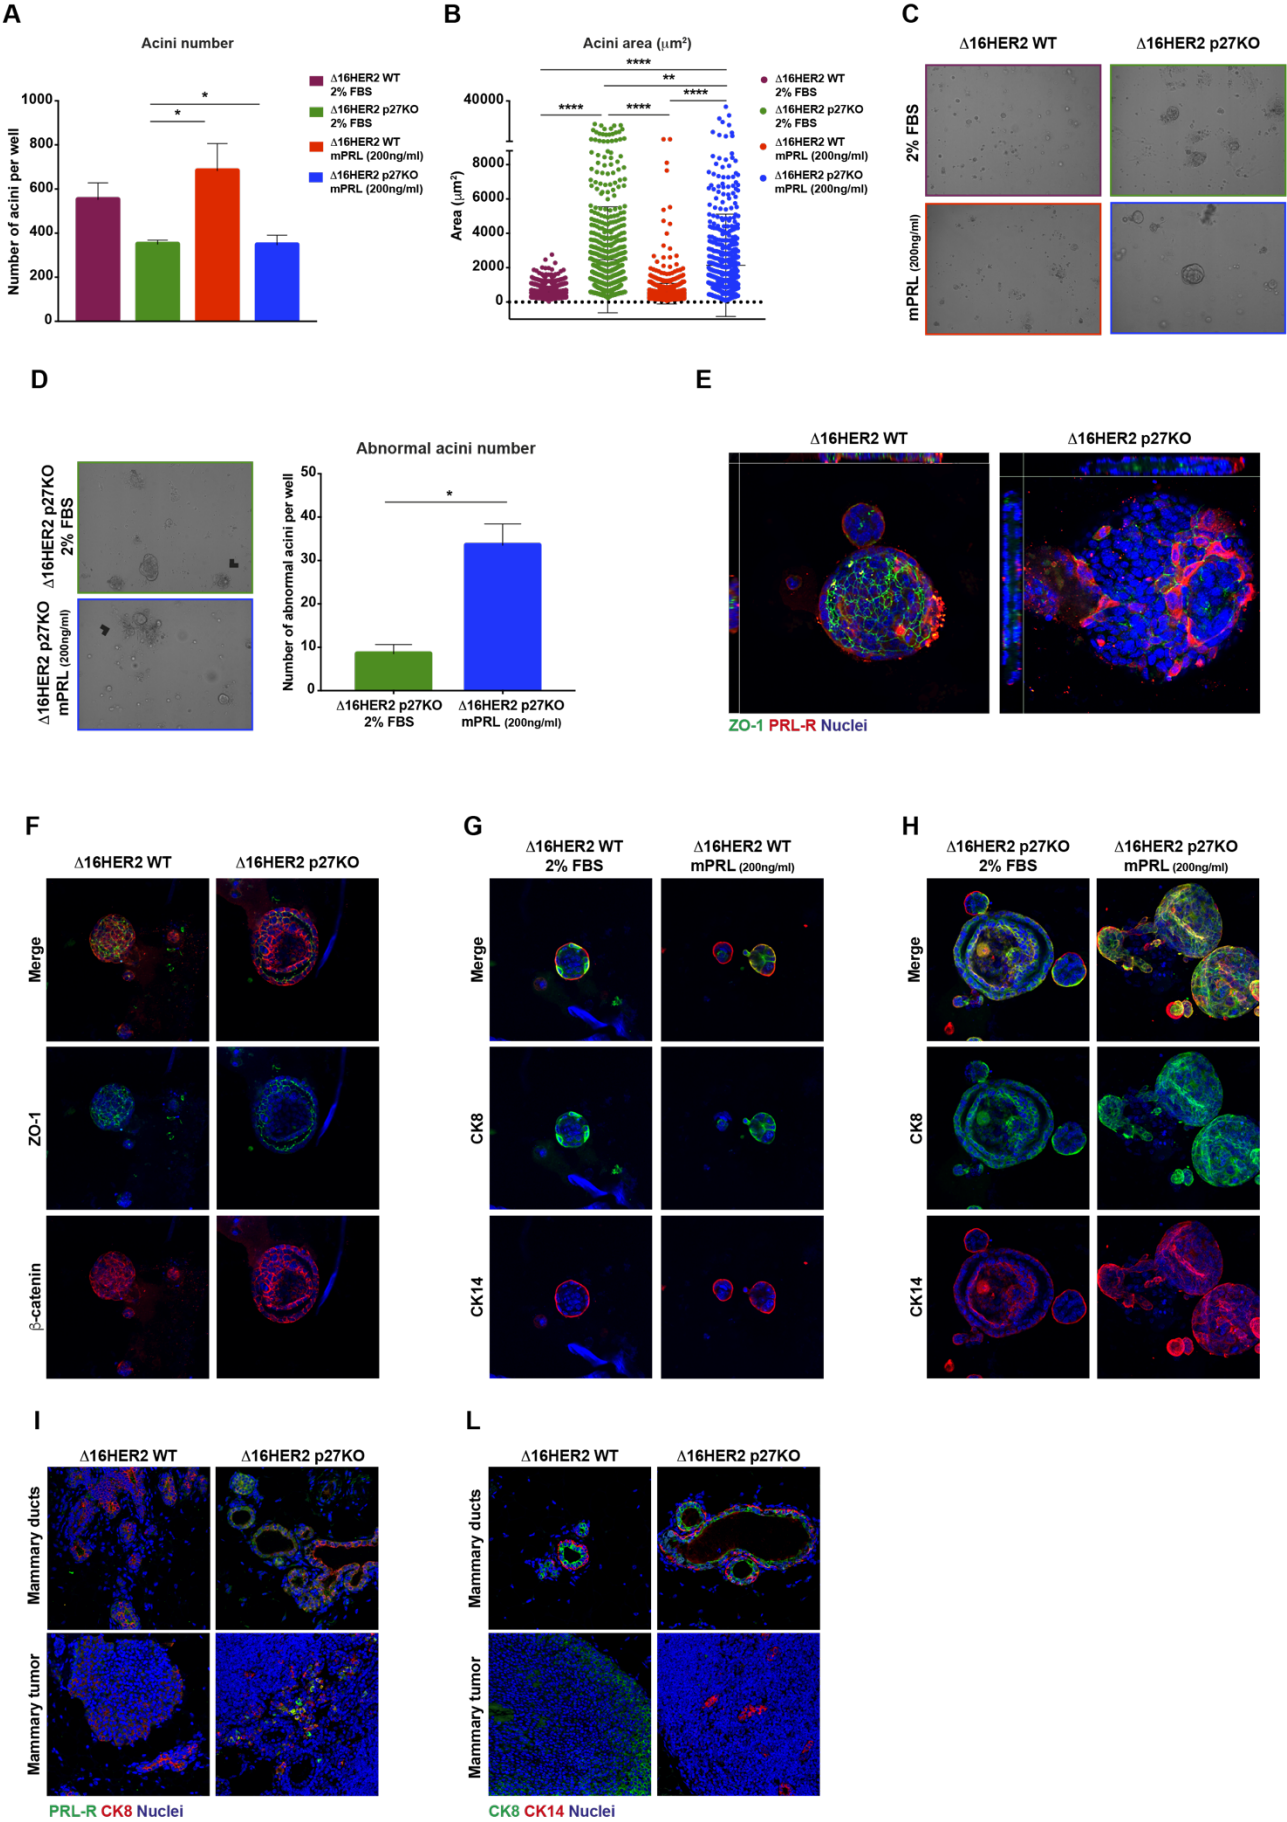 A
Acini number
1000
800
600
400
200
0
Number of acini per well
*
*
Δ16HER2 WT
2% FBS
Δ16HER2 p27KO
2% FBS
Δ16HER2 WT
mPRL (200ng/ml)
Δ16HER2 p27KO
mPRL (200ng/ml)
B
Acini area (μm²)
****
**
****
****
****
40000
8000
6000
4000
2000
0
Area (μm²)
Δ16HER2 WT
2% FBS
Δ16HER2 p27KO
2% FBS
Δ16HER2 WT
mPRL (200ng/ml)
Δ16HER2 p27KO
mPRL (200ng/ml)
C
Δ16HER2 WT
Δ16HER2 p27KO
2% FBS
mPRL (200ng/ml)
D
Δ16HER2 p27KO
2% FBS
Δ16HER2 p27KO
mPRL (200ng/ml)
Abnormal acini number
50
40
30
20
10
0
Number of abnormal acini per well
*
Δ16HER2 p27KO
2% FBS
Δ16HER2 p27KO
mPRL (200ng/ml)
E
Δ16HER2 WT
Δ16HER2 p27KO
ZO-1 PRL-R Nuclei
F
Δ16HER2 WT
Δ16HER2 p27KO
Merge
ZO-1
β-catenin
G
Δ16HER2 WT
2% FBS
Δ16HER2 WT
mPRL (200ng/ml)
Merge
CK8
CK14
H
Δ16HER2 p27KO
2% FBS
Δ16HER2 p27KO
mPRL (200ng/ml)
Merge
CK8
CK14
I
Δ16HER2 WT
Δ16HER2 p27KO
Mammary ducts
Mammary tumor
PRL-R CK8 Nuclei
L
Δ16HER2 WT
Δ16HER2 p27KO
Mammary ducts
Mammary tumor
CK8 CK14 Nuclei